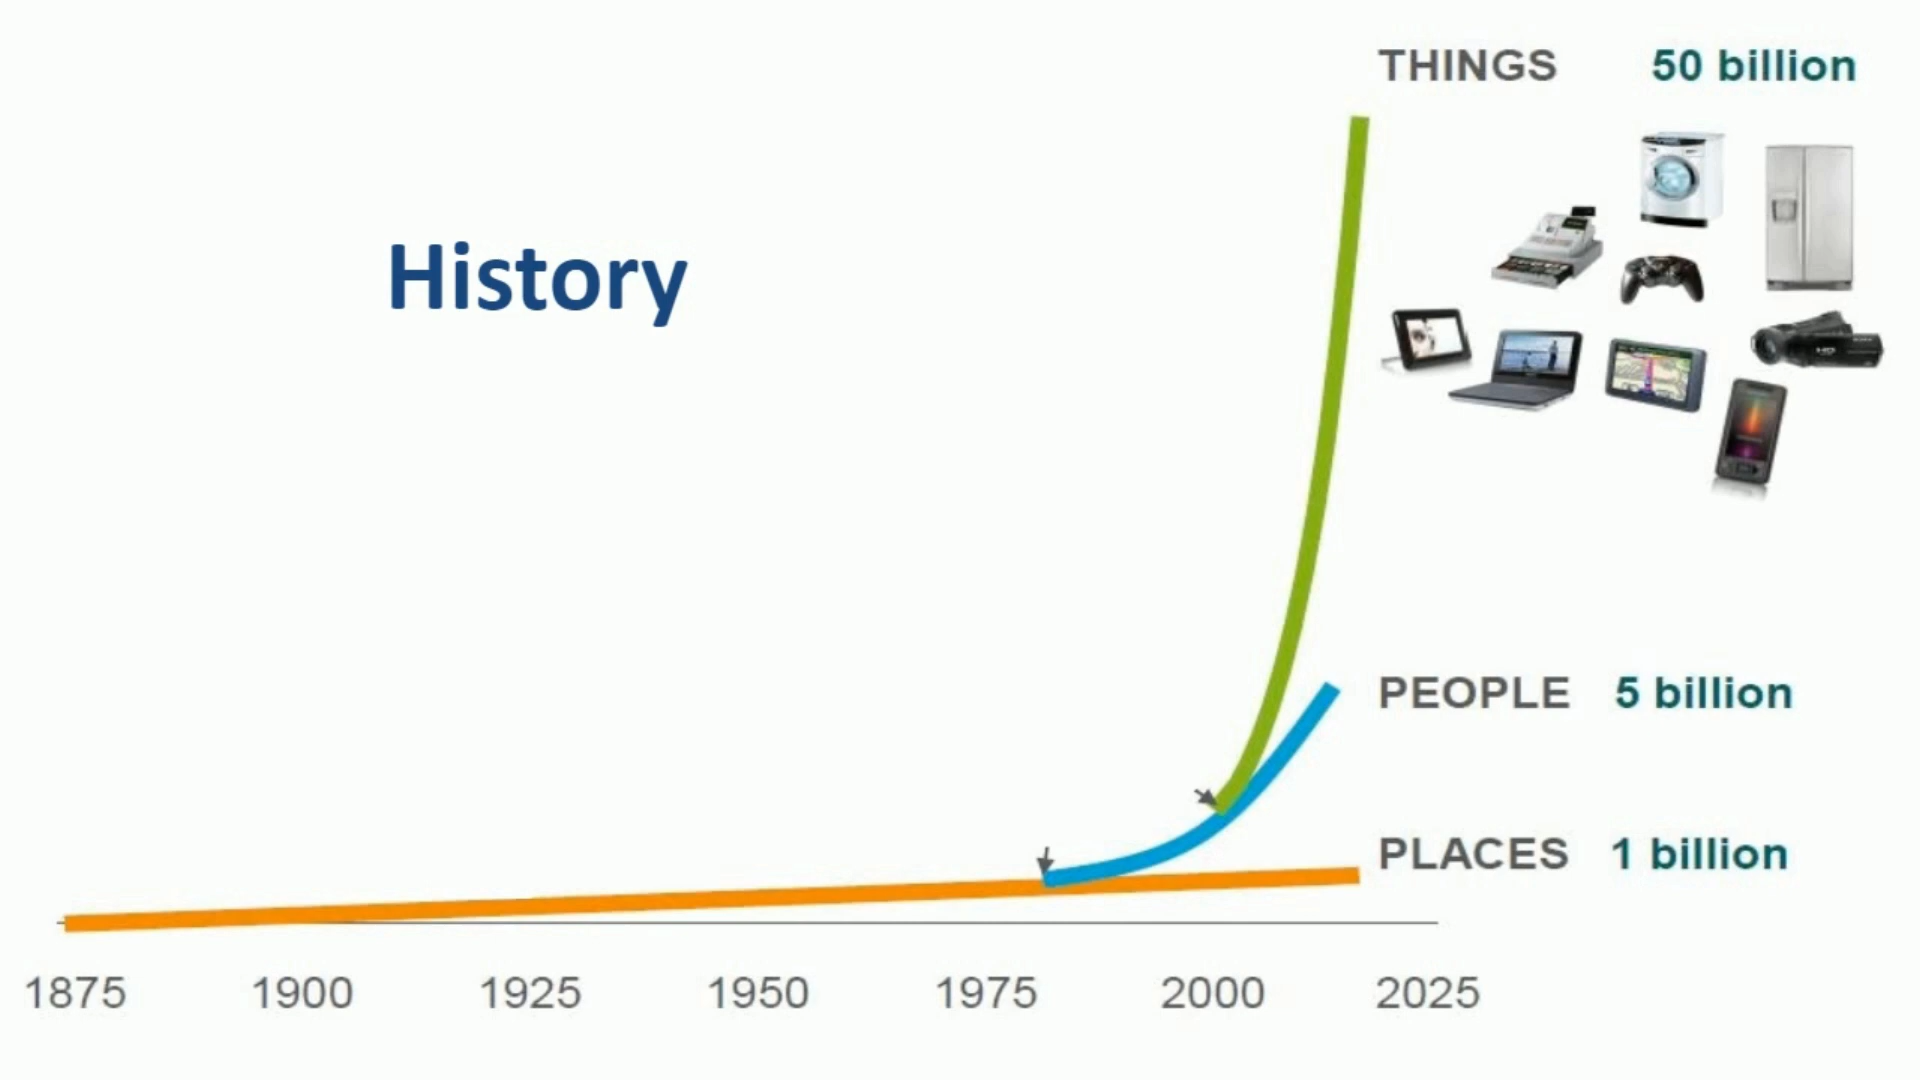 THINGS 50 billion
History
PEOPLE 5 billion
PLACES 1 billion
1875 1900 1925 1950 1975 2000 2025